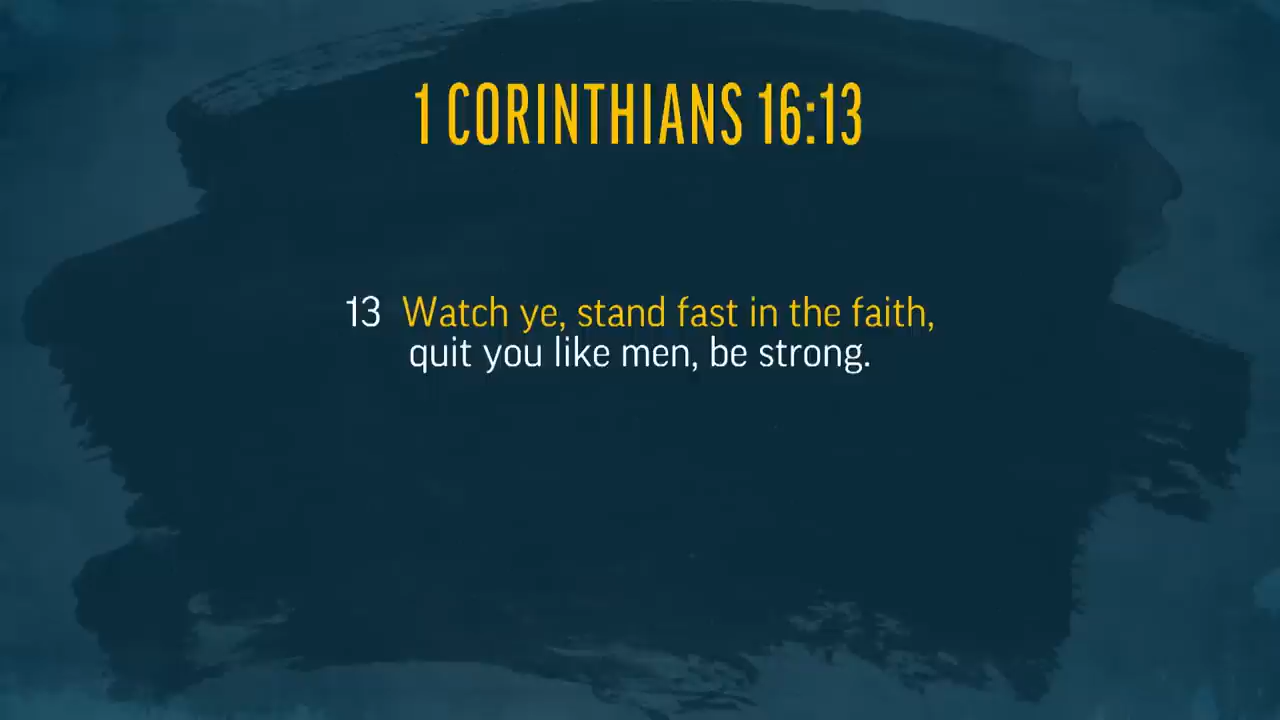 1 CORINTHIANS 16:13
13 Watch ye, stand fast in the faith,
quit you like men, be strong.